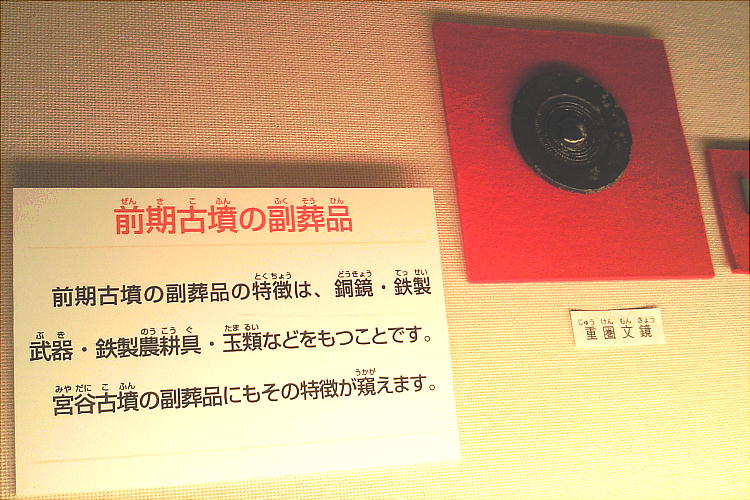 前期古墳の副葬品
前期古墳の副葬品の特徴は、銅鏡・鉄製
武器・鉄製農耕具・玉類などをもつことです。
宮谷古墳の副葬品にもその特徴が窺えます。
重圏文鏡